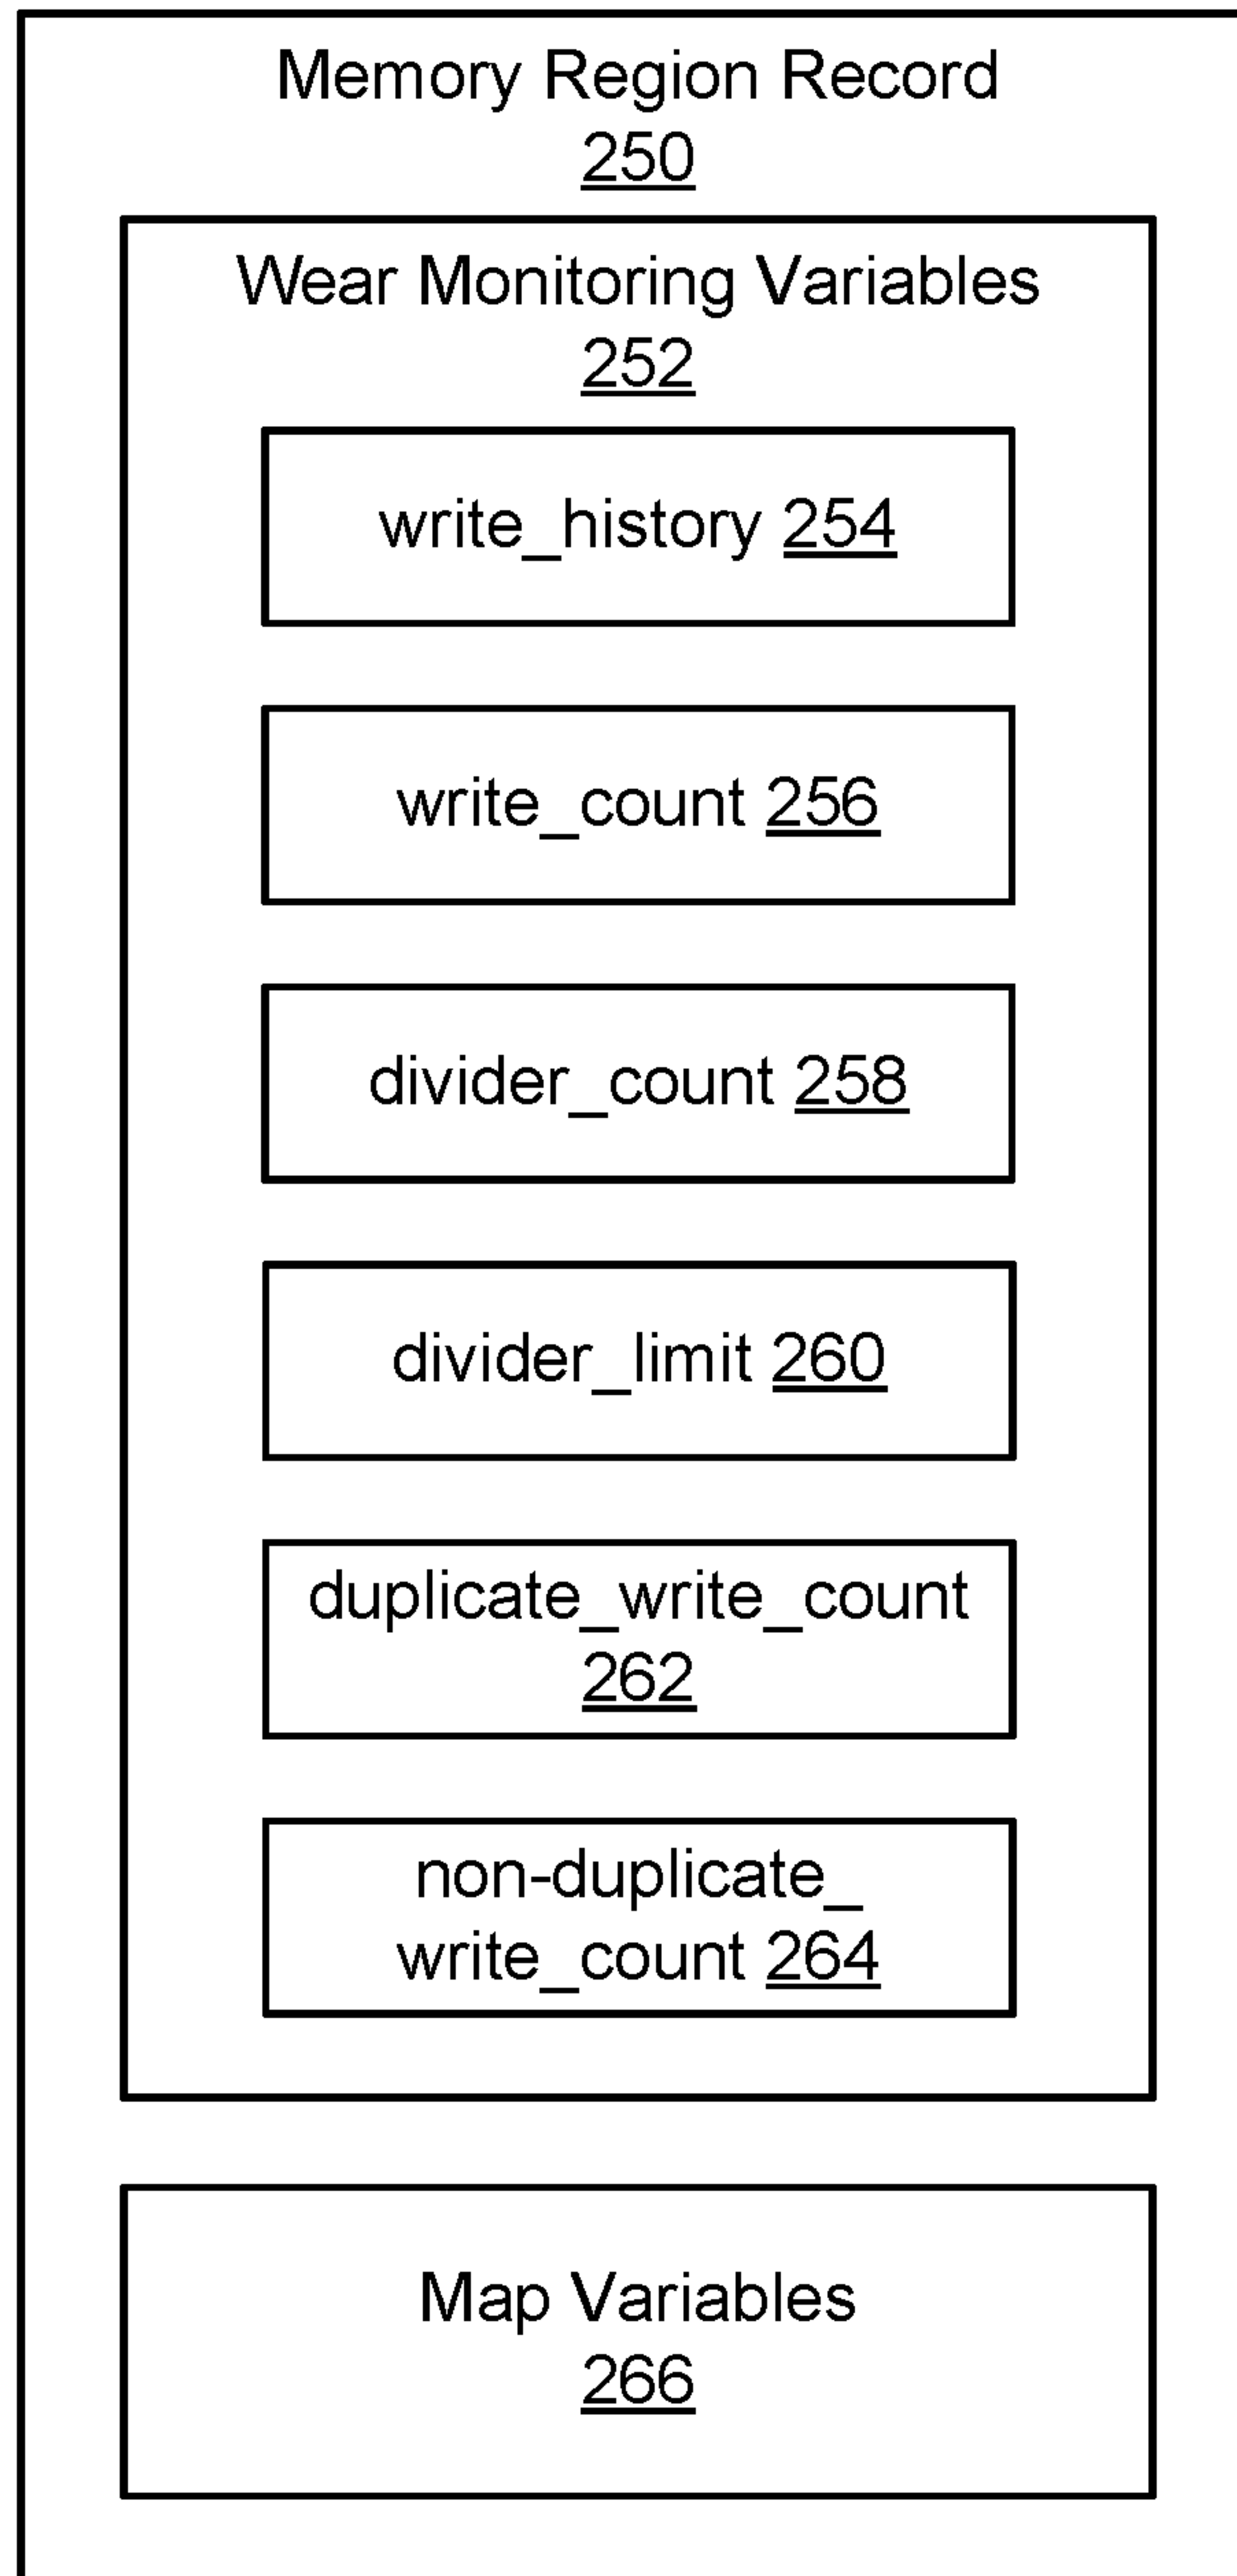 Memory Region Record
250
Wear Monitoring Variables
252
write_history 254
write_count 256
divider_count 258
divider_limit 260
duplicate_write_count
262
non-duplicate_
write_count 264
Map Variables
266